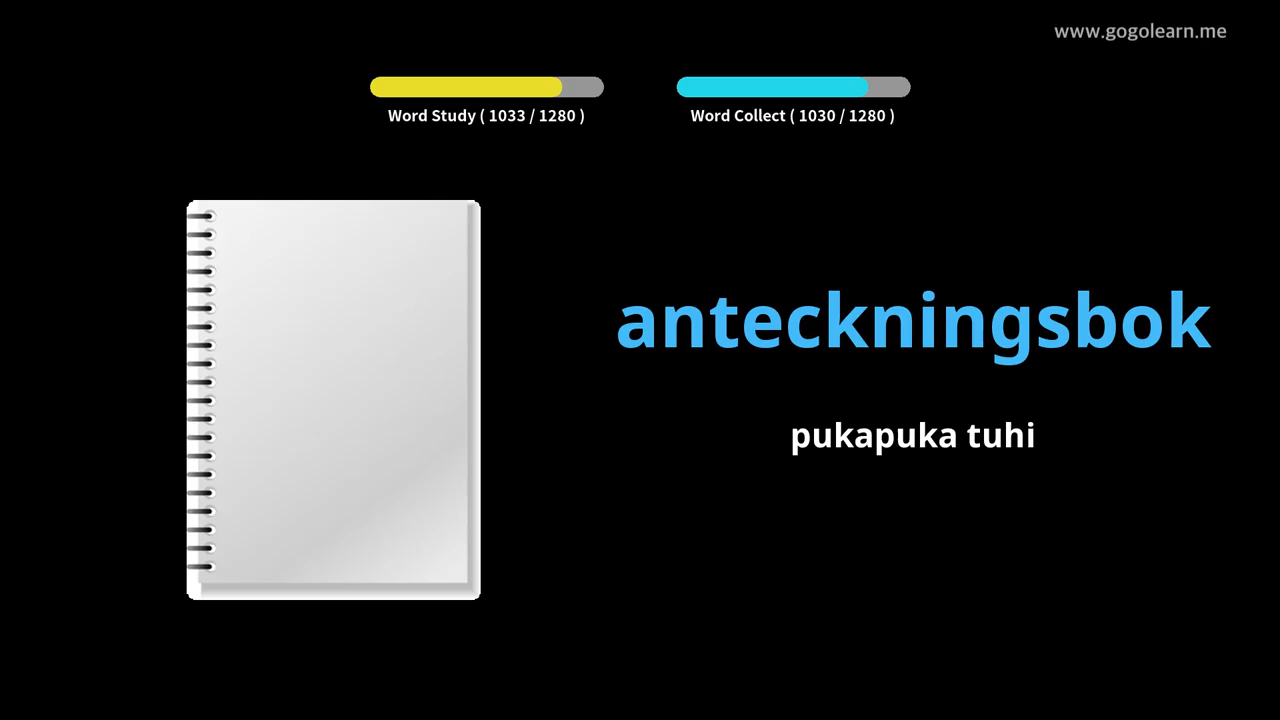 www.gogolearn.me
Word Study ( 1033 / 1280 )
Word Collect ( 1030 / 1280 )
anteckningsbok
pukapuka tuhi